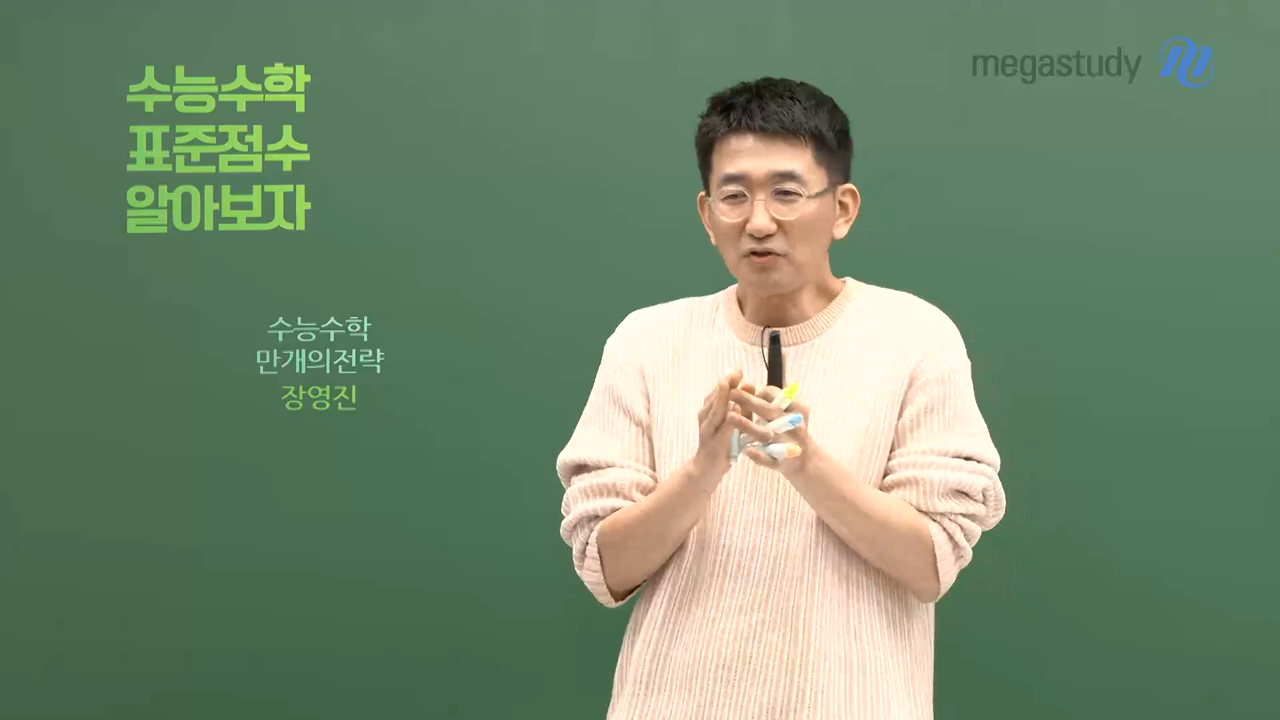 수능수학
표준점수
알아보자
megastudy
수능수학
만개의전략
장영진